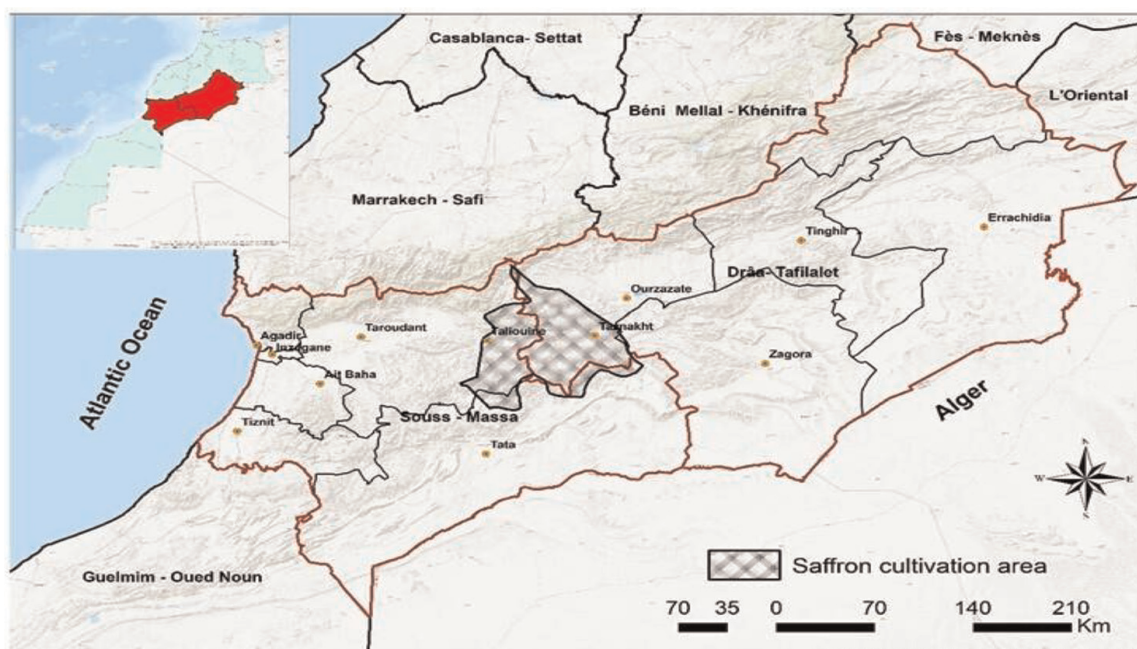 Casablanca- Settat
Fès - Meknès
L'Oriental
Béni Mellal - Khénifra
Marrakech - Safi
Errachidia
Tinghir
Drâa- Tafilalet
Ourzazate
Taznakht
Taliouine
Taroudant
Agadir
Inzegane
Zagora
Ait Baha
Atlantic Ocean
Alger
Souss - Massa
Tiznit
Tata
N
W
E
S
Guelmim - Oued Noun
Saffron cultivation area
70 35 0 70 140 210
Km